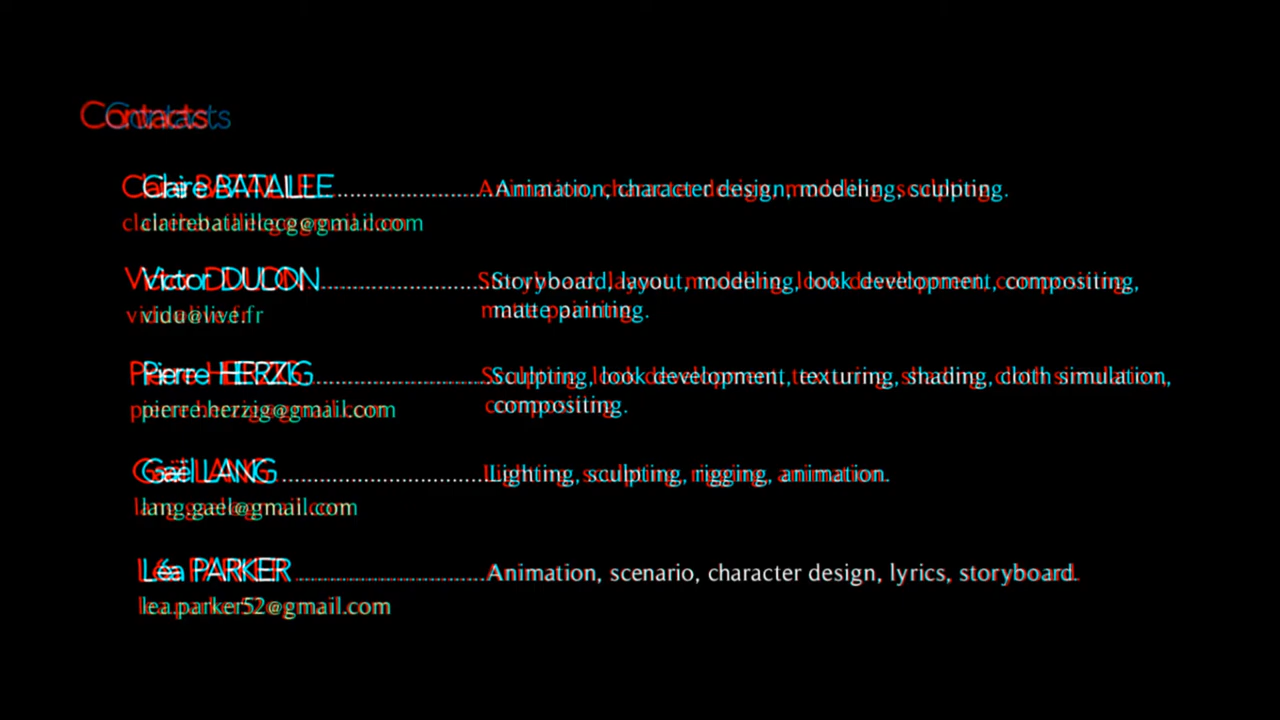 Contacts
Claire BATAILLE ........................ Animation, character design, modeling, sculpting.
clairebataillecg@gmail.com
Victor DUDON ........................... Storyboard, layout, modeling, look development, compositing,
vidu@live.fr matte painting.
Pierre HERZIG ........................... Sculpting, look development, texturing, shading, cloth simulation,
pierre.herzig@gmail.com compositing.
Gaël LANG ................................ Lighting, sculpting, rigging, animation.
lang.gael@gmail.com
Léa PARKER .............................. Animation, scenario, character design, lyrics, storyboard.
lea.parker52@gmail.com